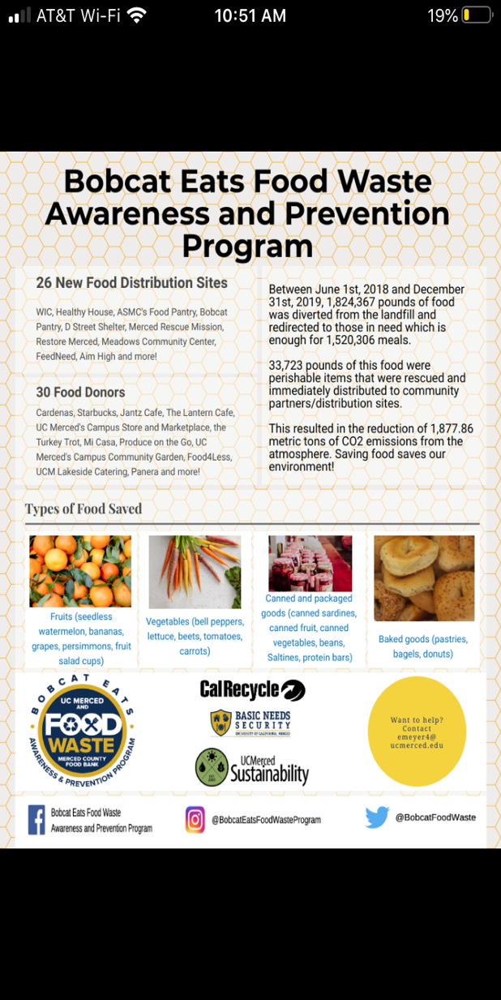 AT&T Wi-Fi 10:51 AM 19%
Bobcat Eats Food Waste
Awareness and Prevention
Program
26 New Food Distribution Sites
WIC, Healthy House, ASMC's Food Pantry, Bobcat
Pantry, D Street Shelter, Merced Rescue Mission,
Restore Merced, Meadows Community Center,
FeedNeed, Aim High and more!
30 Food Donors
Cardenas, Starbucks, Jantz Cafe, The Lantern Cafe,
UC Merced's Campus Store and Marketplace, the
Turkey Trot, Mi Casa, Produce on the Go, UC
Merced's Campus Community Garden, Food4Less,
UCM Lakeside Catering, Panera and more!
Between June 1st, 2018 and December
31st, 2019, 1,824,367 pounds of food
was diverted from the landfill and
redirected to those in need which is
enough for 1,520,306 meals.
33,723 pounds of this food were
perishable items that were rescued and
immediately distributed to community
partners/distribution sites.
This resulted in the reduction of 1,877.86
metric tons of CO2 emissions from the
atmosphere. Saving food saves our
environment!
Types of Food Saved
Fruits (seedless
watermelon, bananas,
grapes, persimmons, fruit
salad cups)
Vegetables (bell peppers,
lettuce, beets, tomatoes,
carrots)
Canned and packaged
goods (canned sardines,
canned fruit, canned
vegetables, beans,
Saltines, protein bars)
Baked goods (pastries,
bagels, donuts)
BOBCAT EATS
UC MERCED
AND
FOOD
WASTE
MERCED COUNTY
FOOD BANK
AWARENESS & PREVENTION PROGRAM
CalRecycle
BASIC NEEDS
SECURITY
UNIVERSITY OF CALIFORNIA, MERCED
UCMerced
Sustainability
Want to help?
Contact
emeyer4@
ucmerced.edu
Bobcat Eats Food Waste
Awareness and Prevention Program
@BobcatEatsFoodWasteProgram
@BobcatFoodWaste